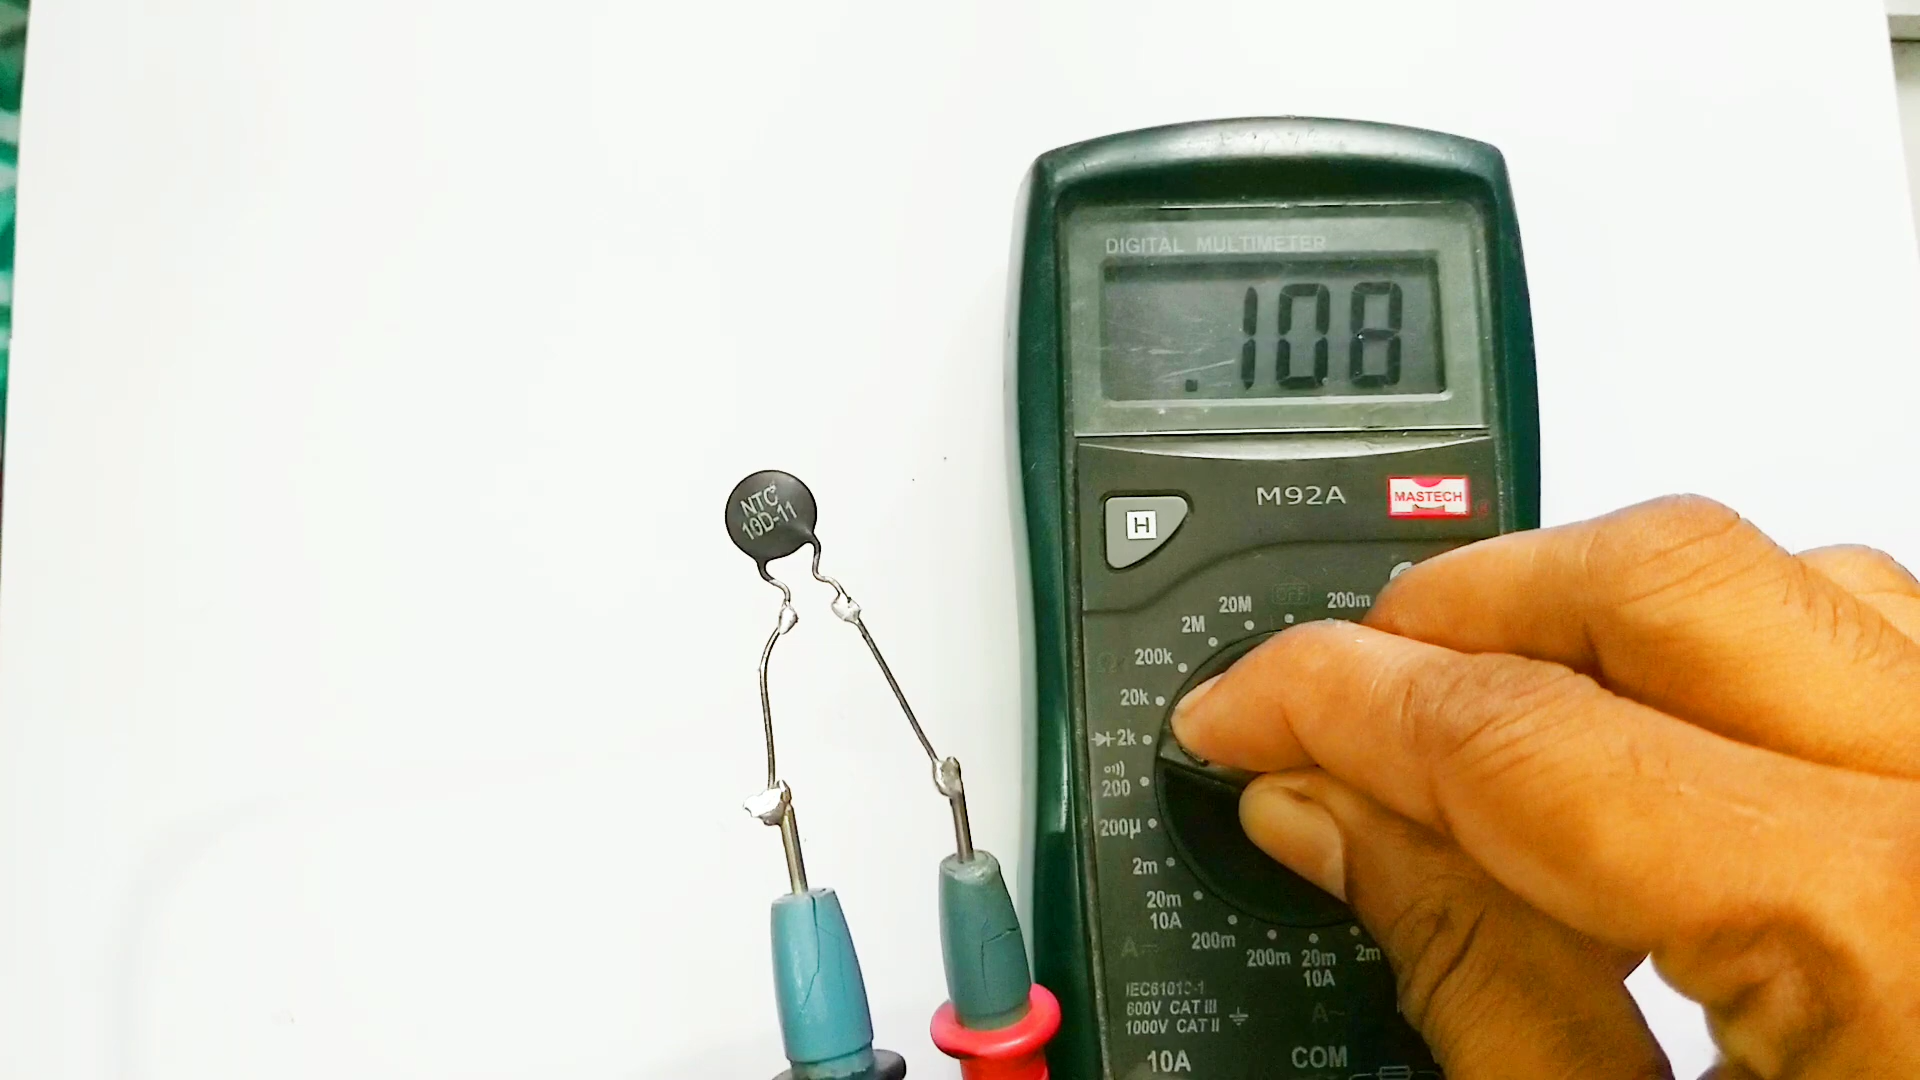 DIGITAL MULTIMETER
.108
M92A
MASTECH
H
NTC
10D-11
OFF
20M
200m
2M
200k
20k
2k
200
200µ
2m
20m
10A
200m
200m
20m
10A
2m
A
A~
IEC61010-1
600V CAT III
1000V CAT II
10A
COM